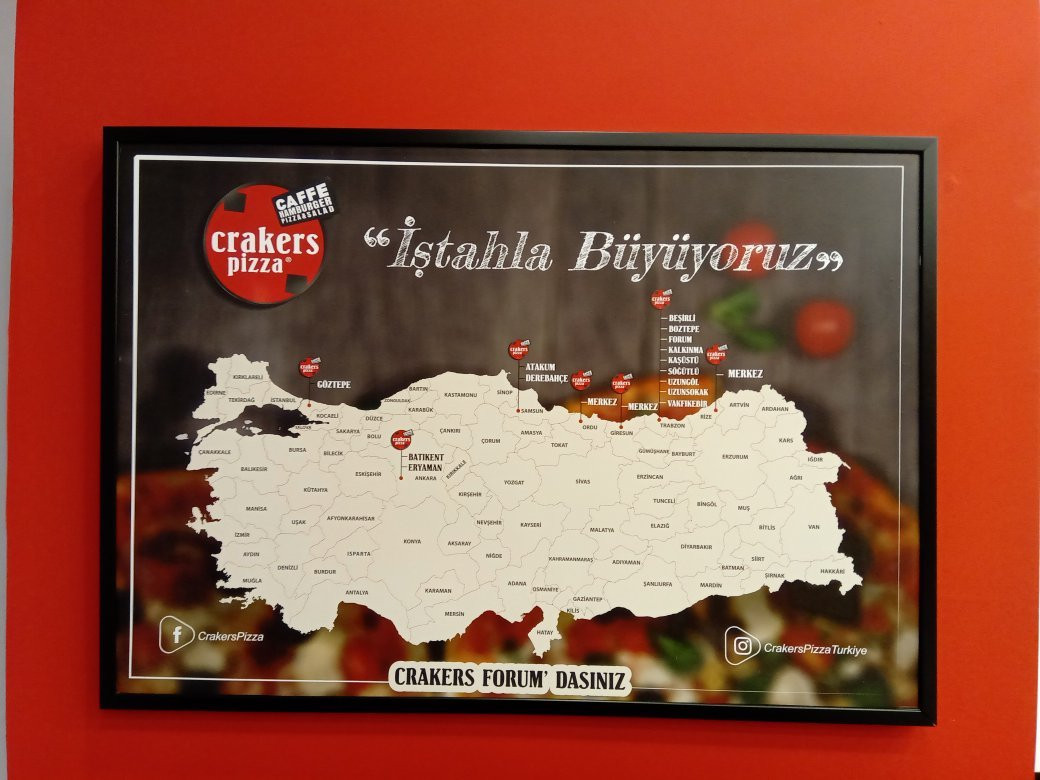 CAFFE
HAMBURGER
PIZZA&SALAD
crakers
pizza®
“İştahla Büyüyoruz„
BEŞİRLİ
BOZTEPE
FORUM
KALKINMA
KAŞÜSTÜ
SÖĞÜTLÜ
UZUNGÖL
UZUNSOKAK
VAKFIKEBİR
MERKEZ
ATAKUM
DEREBAHÇE
MERKEZ
MERKEZ
GÖZTEPE
BATIKENT
ERYAMAN
KIRKLARELİ
EDİRNE
TEKİRDAĞ
İSTANBUL
KOCAELİ
YALOVA
SAKARYA
DÜZCE
BOLU
ZONGULDAK
BARTIN
KARABÜK
KASTAMONU
SİNOP
SAMSUN
ORDU
GİRESUN
TRABZON
RİZE
ARTVİN
ARDAHAN
ÇANAKKALE
BURSA
BİLECİK
ÇANKIRI
ÇORUM
AMASYA
TOKAT
GÜMÜŞHANE
BAYBURT
ERZURUM
KARS
IĞDIR
BALIKESİR
ESKİŞEHİR
ANKARA
KIRIKKALE
YOZGAT
SİVAS
ERZİNCAN
AĞRI
KÜTAHYA
KIRŞEHİR
TUNCELİ
BİNGÖL
MUŞ
MANİSA
UŞAK
AFYONKARAHİSAR
NEVŞEHİR
KAYSERİ
MALATYA
ELAZIĞ
BİTLİS
VAN
İZMİR
KONYA
AKSARAY
NİĞDE
DİYARBAKIR
AYDIN
DENİZLİ
ISPARTA
BURDUR
KAHRAMANMARAŞ
ADIYAMAN
BATMAN
SİİRT
ŞIRNAK
HAKKÂRİ
MUĞLA
ANTALYA
KARAMAN
MERSİN
ADANA
OSMANİYE
GAZİANTEP
KİLİS
ŞANLIURFA
MARDİN
HATAY
CrakersPizza
CrakersPizzaTurkiye
CRAKERS FORUM' DASINIZ